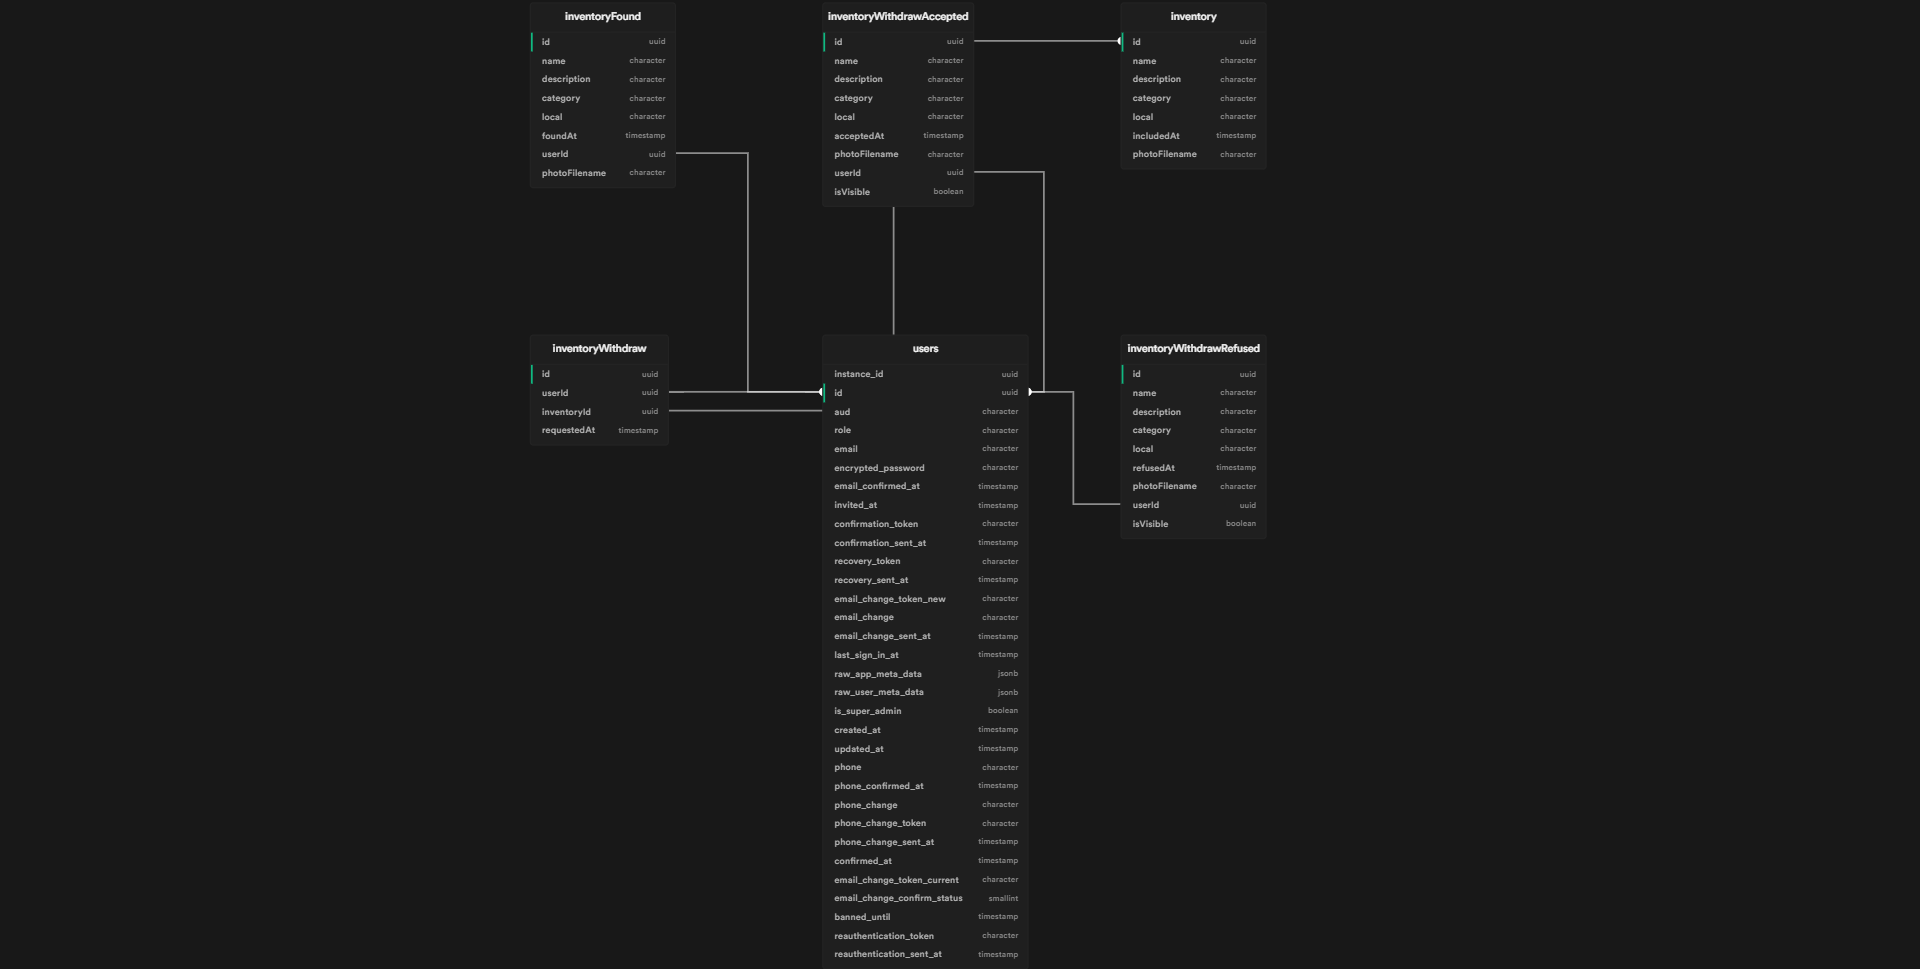 inventoryFound
id uuid
name character
description character
category character
local character
foundAt timestamp
userId uuid
photoFilename character
inventoryWithdrawAccepted
id uuid
name character
description character
category character
local character
acceptedAt timestamp
photoFilename character
userId uuid
isVisible boolean
inventory
id uuid
name character
description character
category character
local character
includedAt timestamp
photoFilename character
inventoryWithdraw
id uuid
userId uuid
inventoryId uuid
requestedAt timestamp
users
instance_id uuid
id uuid
aud character
role character
email character
encrypted_password character
email_confirmed_at timestamp
invited_at timestamp
confirmation_token character
confirmation_sent_at timestamp
recovery_token character
recovery_sent_at timestamp
email_change_token_new character
email_change character
email_change_sent_at timestamp
last_sign_in_at timestamp
raw_app_meta_data jsonb
raw_user_meta_data jsonb
is_super_admin boolean
created_at timestamp
updated_at timestamp
phone character
phone_confirmed_at timestamp
phone_change character
phone_change_token character
phone_change_sent_at timestamp
confirmed_at timestamp
email_change_token_current character
email_change_confirm_status smallint
banned_until timestamp
reauthentication_token character
reauthentication_sent_at timestamp
inventoryWithdrawRefused
id uuid
name character
description character
category character
local character
refusedAt timestamp
photoFilename character
userId uuid
isVisible boolean